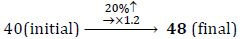 20%↑
40(initial) →×1.2 48 (final)